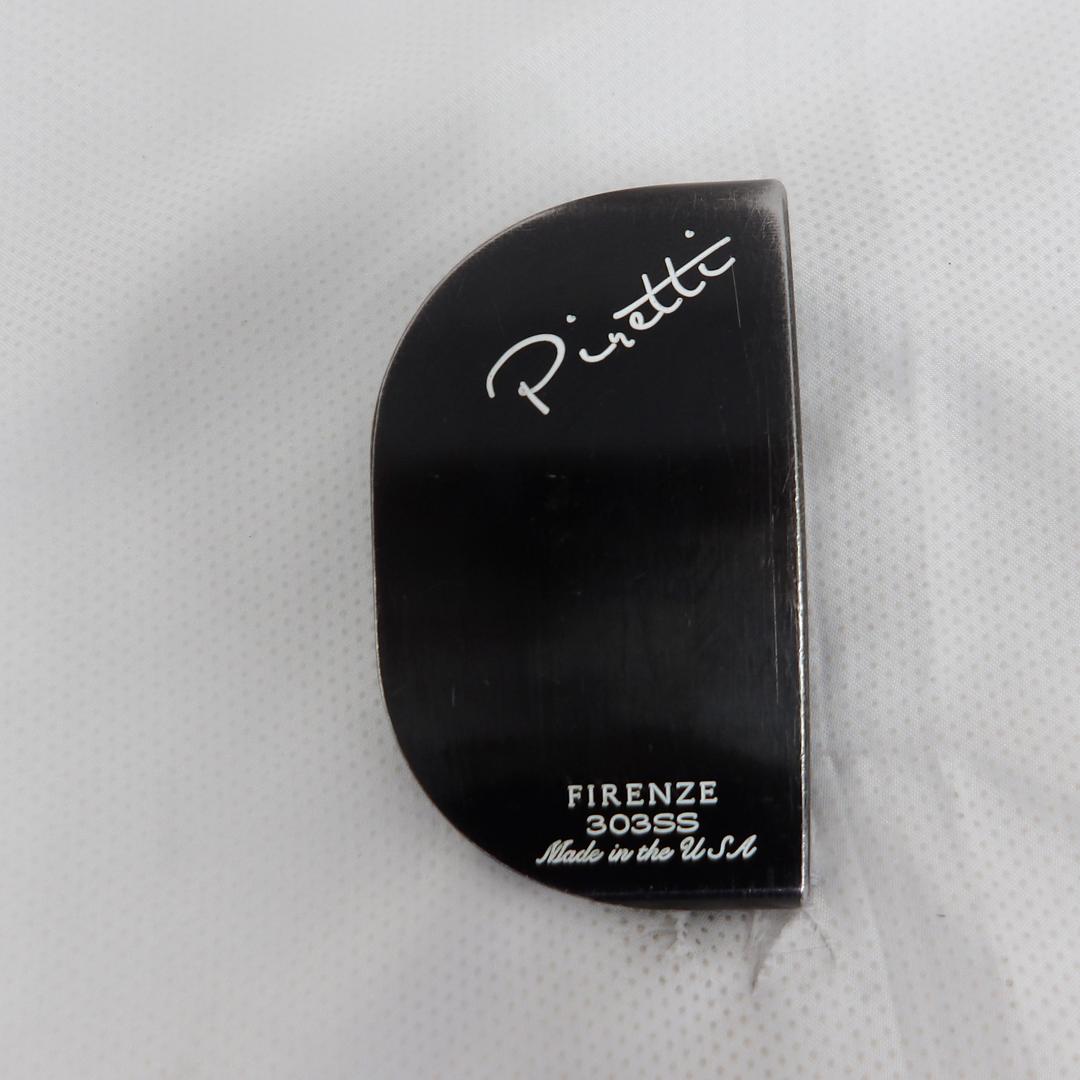 Piretti
FIRENZE
303SS
Made in the USA